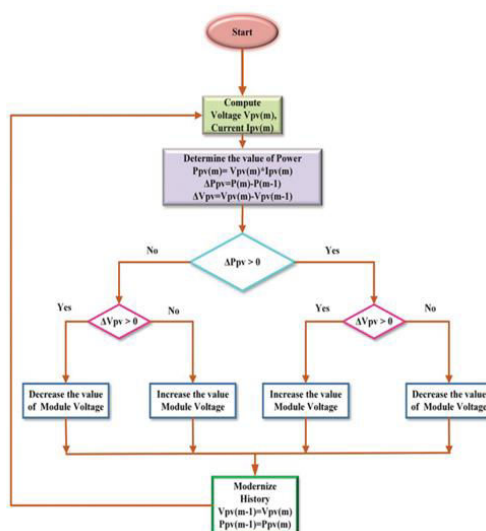 Start
Compute
Voltage Vpv(m),
Current Ipv(m)
Determine the value of Power
Ppv(m)= Vpv(m)*Ipv(m)
ΔPpv=P(m)-P(m-1)
ΔVpv=Vpv(m)-Vpv(m-1)
No
Yes
ΔPpv > 0
Yes
No
Yes
No
ΔVpv > 0
ΔVpv > 0
Decrease the value
of Module Voltage
Increase the value
Module Voltage
Increase the value
Module Voltage
Decrease the value
of Module Voltage
Modernize
History
Vpv(m-1)=Vpv(m)
Ppv(m-1)=Ppv(m)